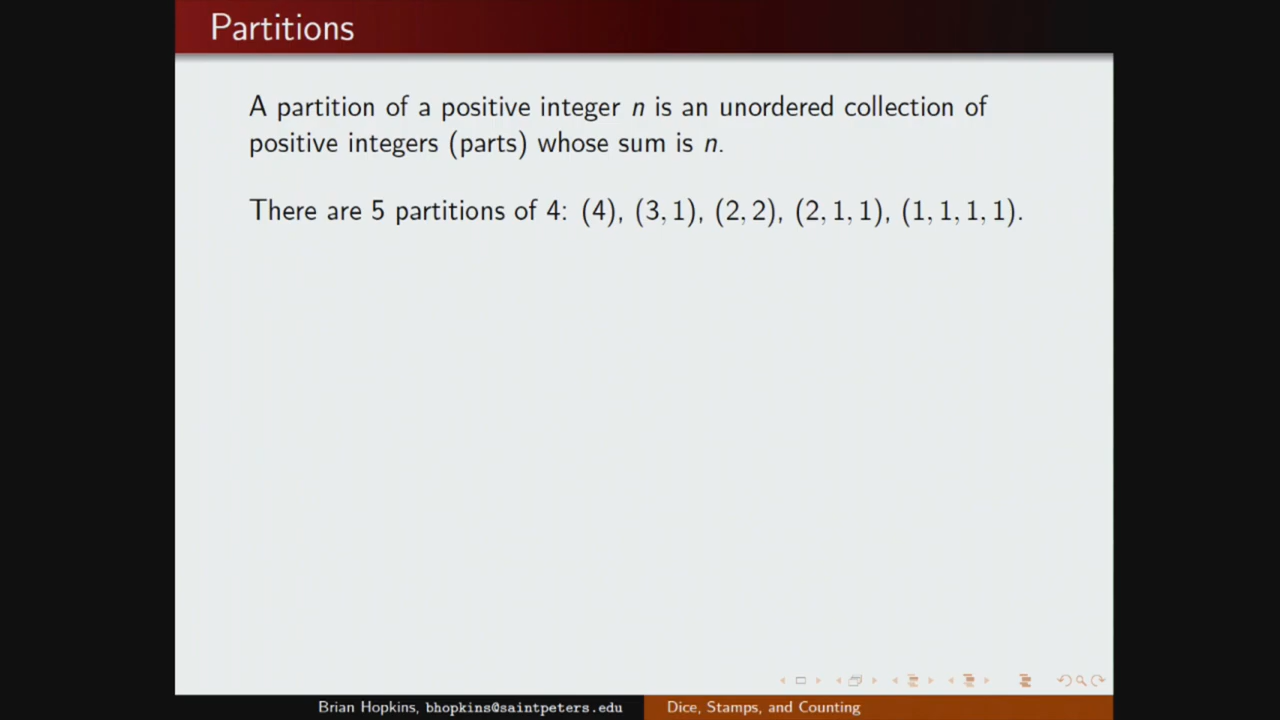 Partitions
A partition of a positive integer n is an unordered collection of
positive integers (parts) whose sum is n.
There are 5 partitions of 4: (4), (3, 1), (2, 2), (2, 1, 1), (1, 1, 1, 1).
Brian Hopkins, bhopkins@saintpeters.edu
Dice, Stamps, and Counting